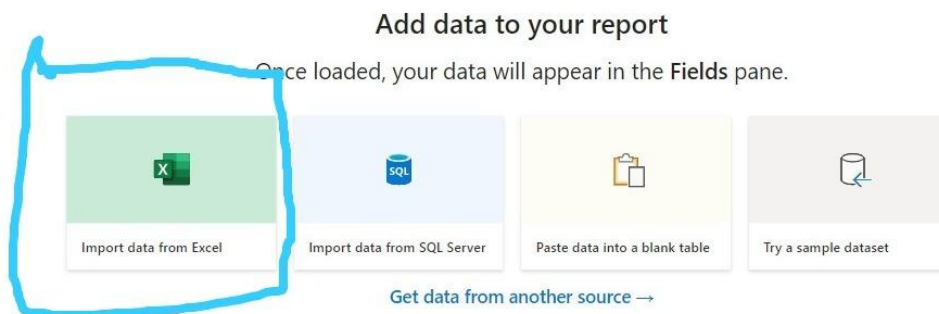 Add data to your report
Once loaded, your data will appear in the Fields pane.
X
SQL
Import data from Excel
Import data from SQL Server
Paste data into a blank table
Try a sample dataset
Get data from another source →